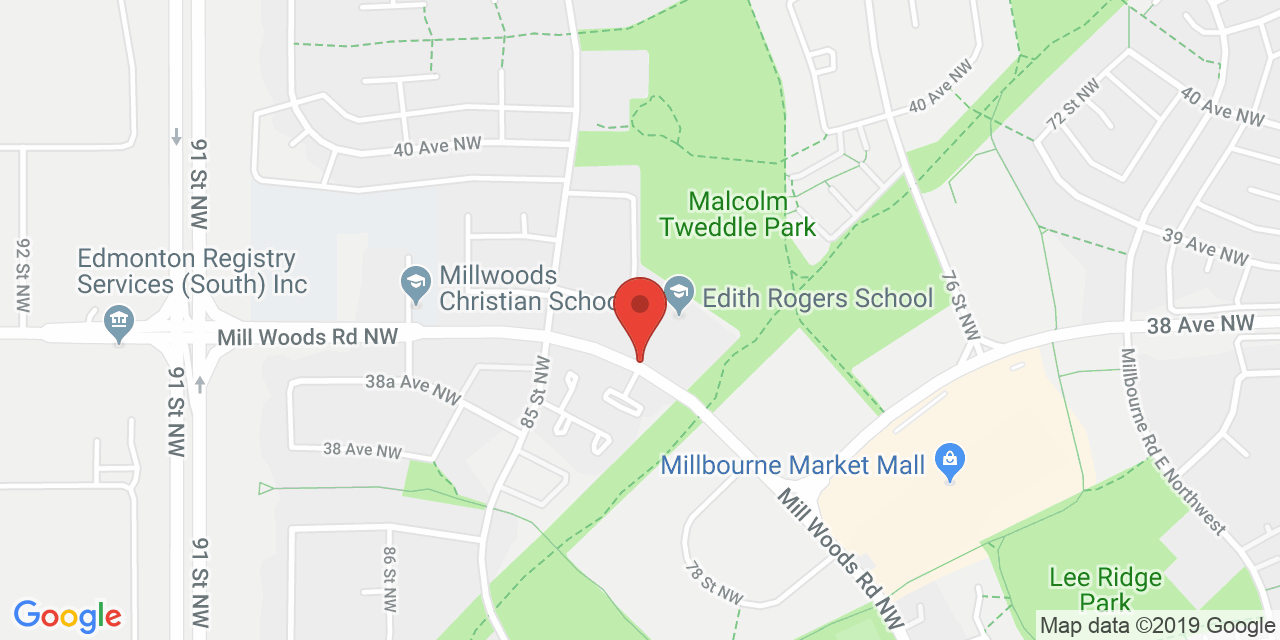 40 Ave NW
72 St NW
40 Ave NW
40 Ave NW
91 St NW
Malcolm
Tweddle Park
39 Ave NW
92 St NW
Edmonton Registry
Services (South) Inc
Millwoods
Christian School
Edith Rogers School
76 St NW
38 Ave NW
Mill Woods Rd NW
38a Ave NW
91 St NW
85 St NW
Millbourne Rd E Northwest
38 Ave NW
Millbourne Market Mall
Mill Woods Rd NW
91 St NW
86 St NW
78 St NW
Lee Ridge
Park
Google
Map data ©2019 Google